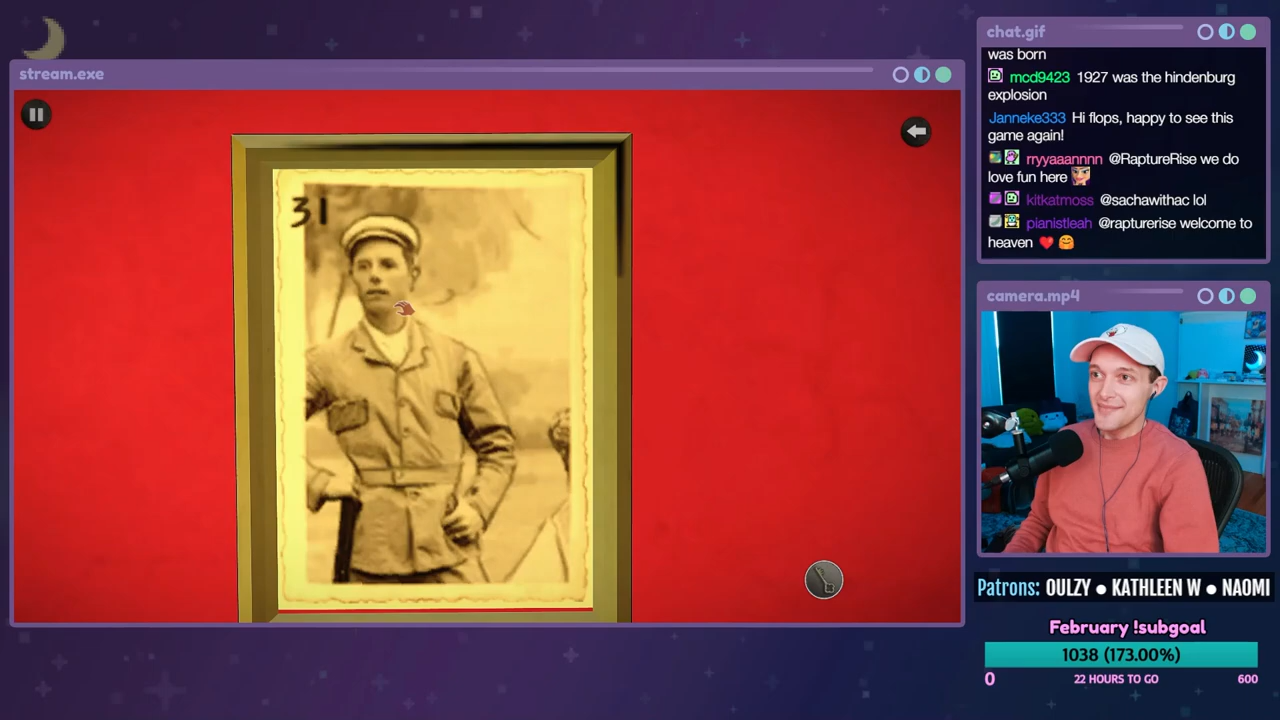 stream.exe
31
chat.gif
was born
mcd9423 1927 was the hindenburg
explosion
Janneke333 Hi flops, happy to see this
game again!
rryyaaannnn @RaptureRise we do
love fun here
kitkatmoss @sachawithac lol
pianistleah @rapturerise welcome to
heaven ❤️ 🤗
camera.mp4
Patrons: OULZY ● KATHLEEN W ● NAOMI
February !subgoal
1038 (173.00%)
0 22 HOURS TO GO 600